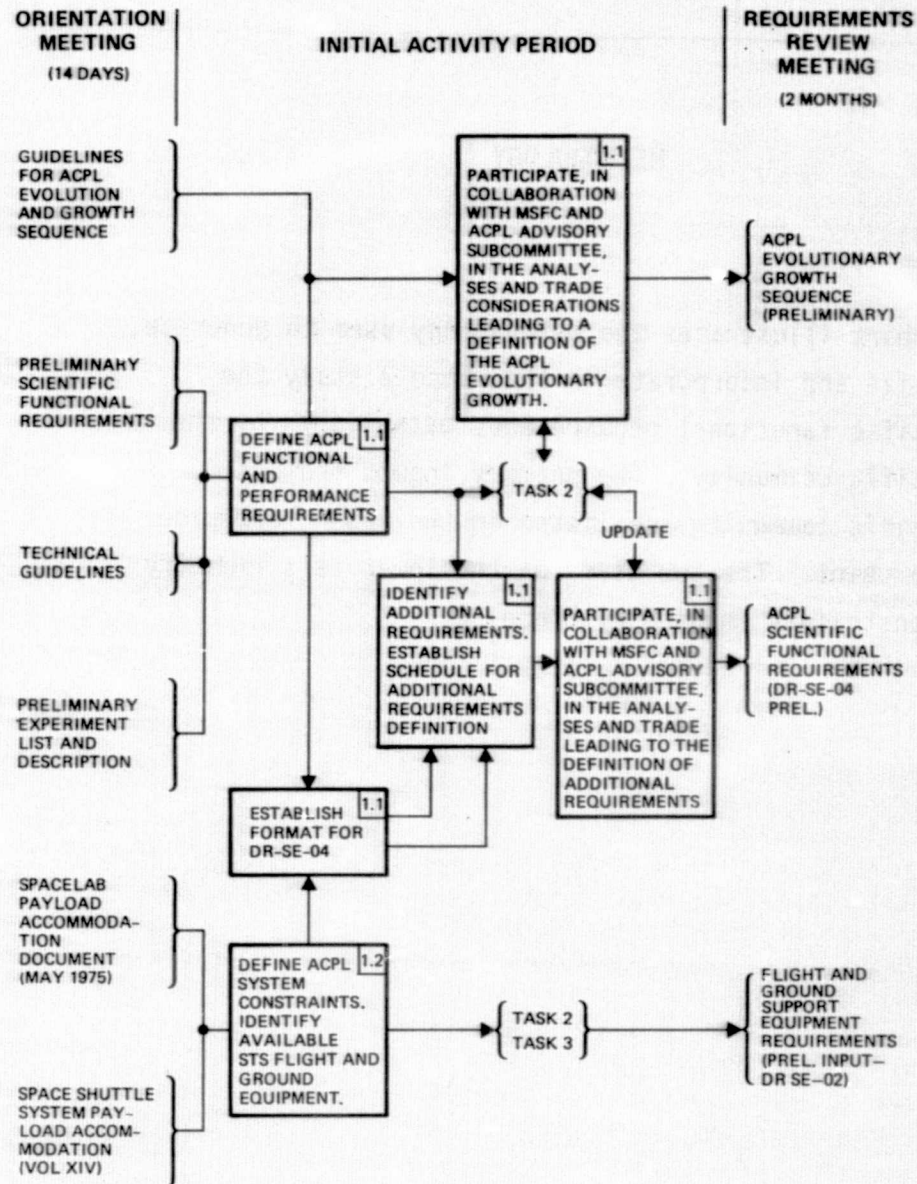 ORIENTATION
MEETING
(14 DAYS)
INITIAL ACTIVITY PERIOD
REQUIREMENTS
REVIEW
MEETING
(2 MONTHS)
GUIDELINES
FOR ACPL
EVOLUTION
AND GROWTH
SEQUENCE
1.1
PARTICIPATE, IN
COLLABORATION
WITH MSFC AND
ACPL ADVISORY
SUBCOMMITTEE,
IN THE ANALY-
SES AND TRADE
CONSIDERATIONS
LEADING TO A
DEFINITION OF
THE ACPL
EVOLUTIONARY
GROWTH.
ACPL
EVOLUTIONARY
GROWTH
SEQUENCE
(PRELIMINARY)
PRELIMINARY
SCIENTIFIC
FUNCTIONAL
REQUIREMENTS
1.1
DEFINE ACPL
FUNCTIONAL
AND
PERFORMANCE
REQUIREMENTS
TASK 2
UPDATE
TECHNICAL
GUIDELINES
1.1
IDENTIFY
ADDITIONAL
REQUIREMENTS.
ESTABLISH
SCHEDULE FOR
ADDITIONAL
REQUIREMENTS
DEFINITION
1.1
PARTICIPATE, IN
COLLABORATION
WITH MSFC AND
ACPL ADVISORY
SUBCOMMITTEE,
IN THE ANALY-
SES AND TRADE
LEADING TO THE
DEFINITION OF
ADDITIONAL
REQUIREMENTS
ACPL
SCIENTIFIC
FUNCTIONAL
REQUIREMENTS
(DR-SE-04
PREL.)
PRELIMINARY
EXPERIMENT
LIST AND
DESCRIPTION
1.1
ESTABLISH
FORMAT FOR
DR-SE-04
SPACELAB
PAYLOAD
ACCOMMODA-
TION
DOCUMENT
(MAY 1975)
1.2
DEFINE ACPL
SYSTEM
CONSTRAINTS.
IDENTIFY
AVAILABLE
STS FLIGHT AND
GROUND
EQUIPMENT.
TASK 2
TASK 3
FLIGHT AND
GROUND
SUPPORT
EQUIPMENT
REQUIREMENTS
(PREL. INPUT—
DR SE-02)
SPACE SHUTTLE
SYSTEM PAY-
LOAD ACCOM-
MODATION
(VOL XIV)